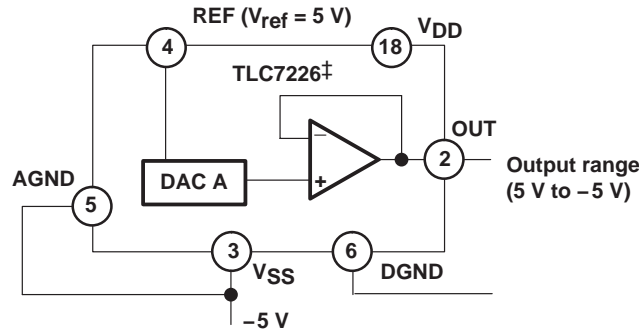 REF (Vref = 5 V)
4
18
VDD
TLC7226‡
OUT
−
2
Output range
(5 V to −5 V)
AGND
DAC A
+
5
3
6
VSS
DGND
−5 V